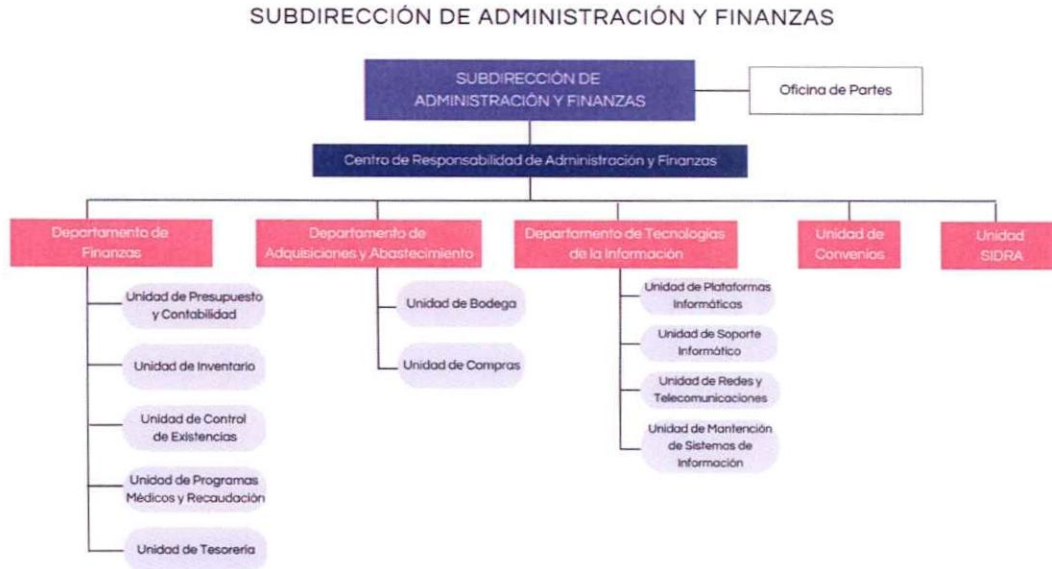 SUBDIRECCIÓN DE ADMINISTRACIÓN Y FINANZAS
SUBDIRECCIÓN DE
ADMINISTRACIÓN Y FINANZAS
Oficina de Partes
Centro de Responsabilidad de Administración y Finanzas
Departamento de
Finanzas
Unidad de Presupuesto
y Contabilidad
Unidad de Inventario
Unidad de Control
de Existencias
Unidad de Programas
Médicos y Recaudación
Unidad de Tesorería
Departamento de
Adquisiciones y Abastecimiento
Unidad de Bodega
Unidad de Compras
Departamento de Tecnologías
de la Información
Unidad de Plataformas
Informáticas
Unidad de Soporte
Informático
Unidad de Redes y
Telecomunicaciones
Unidad de Mantención
de Sistemas de
Información
Unidad de
Convenios
Unidad
SIDRA